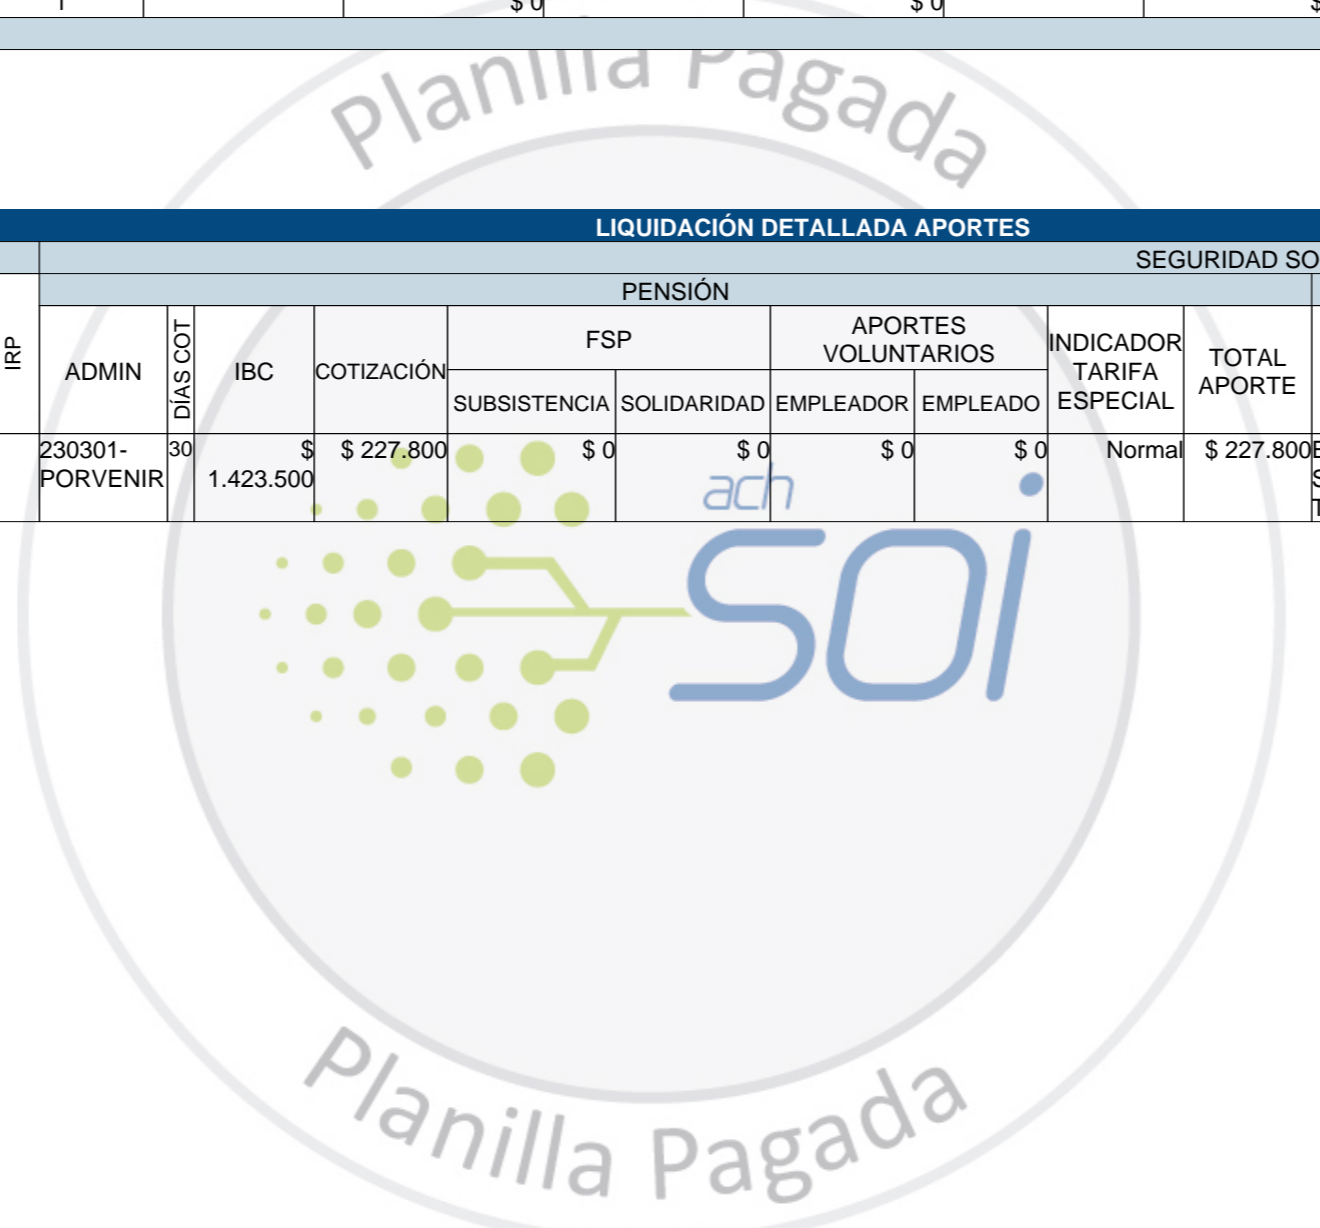 $ 0 $ 0
Planilla Pagada
LIQUIDACIÓN DETALLADA APORTES
SEGURIDAD
PENSIÓN
IRP
ADMIN
DÍAS COT
IBC
COTIZACIÓN
FSP
SUBSISTENCIA
SOLIDARIDAD
APORTES
VOLUNTARIOS
EMPLEADOR
EMPLEADO
INDICADOR
TARIFA
ESPECIAL
TOTAL
APORTE
230301-
PORVENIR
30
$
1.423.500
$ 227.800
$ 0
$ 0
$ 0
$ 0
Normal
$ 227.800
ach
soi
Planilla Pagada